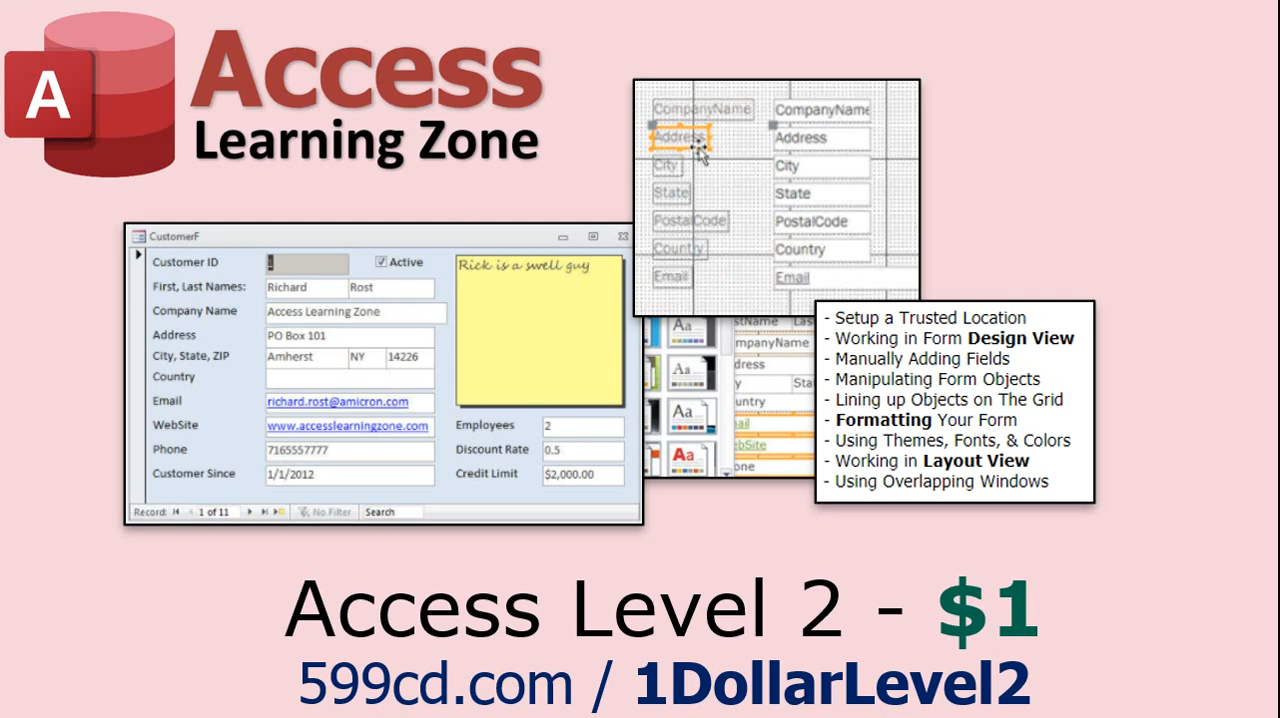 A
Access
Learning Zone
CompanyName CompanyName
Address Address
City City
State State
PostalCode PostalCode
Country Country
Email Email
CustomerF
Customer ID Active
First, Last Names: Richard Rost
Company Name Access Learning Zone
Address PO Box 101
City, State, ZIP Amherst NY 14226
Country
Email richard.rost@amicron.com
WebSite www.accesslearningzone.com
Phone 7165557777
Customer Since 1/1/2012
Rick is a swell guy
Employees 2
Discount Rate 0.5
Credit Limit $2,000.00
Record: 1 of 11 No Filter Search
Aa
Aa
Aa
Aa
- Setup a Trusted Location
- Working in Form Design View
- Manually Adding Fields
- Manipulating Form Objects
- Lining up Objects on The Grid
- Formatting Your Form
- Using Themes, Fonts, & Colors
- Working in Layout View
- Using Overlapping Windows
Access Level 2 - $1
599cd.com / 1DollarLevel2